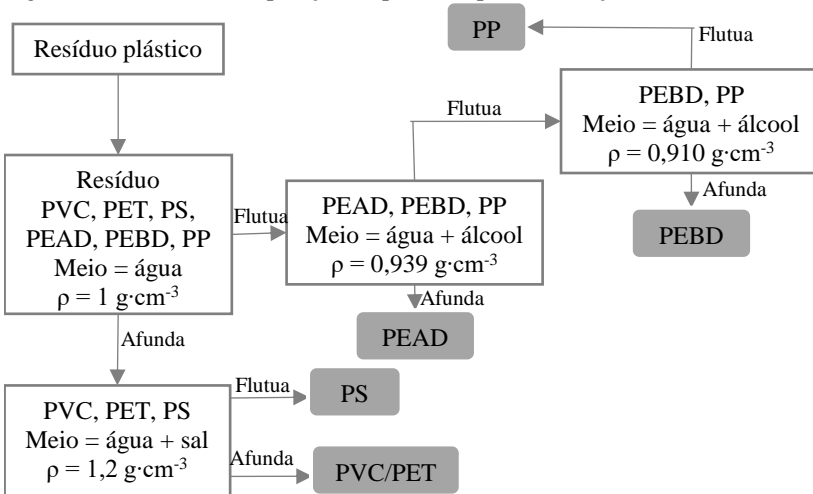 PP
Flutua
Resíduo plástico
PEBD, PP
Meio = água + álcool
ρ = 0,910 g·cm-3
Flutua
Afunda
PEBD
Resíduo
PVC, PET, PS,
PEAD, PEBD, PP
Meio = água
ρ = 1 g·cm-3
Flutua
PEAD, PEBD, PP
Meio = água + álcool
ρ = 0,939 g·cm-3
Afunda
PEAD
Afunda
PVC, PET, PS
Meio = água + sal
ρ = 1,2 g·cm-3
Flutua
PS
Afunda
PVC/PET